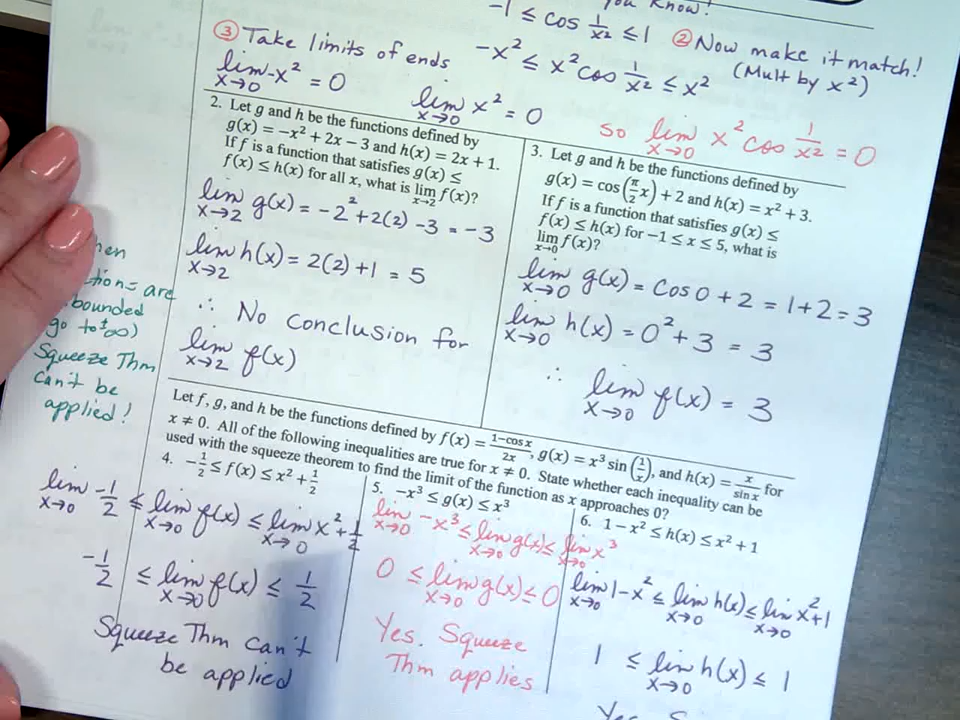 you know!
-1 ≤ cos 1/x² ≤ 1
② Now make it match!
(Mult by x²)
-x² ≤ x² cos 1/x² ≤ x²
③ Take limits of ends
lim x→0 -x² = 0
lim x→0 x² = 0
so lim x→0 x² cos 1/x² = 0
2. Let g and h be the functions defined by
g(x) = −x² + 2x − 3 and h(x) = 2x + 1.
If f is a function that satisfies g(x) ≤
f(x) ≤ h(x) for all x, what is lim x→2 f(x)?
lim x→2 g(x) = -2² + 2(2) - 3 = -3
lim x→2 h(x) = 2(2) + 1 = 5
∴ No conclusion for
lim x→2 f(x)
3. Let g and h be the functions defined by
g(x) = cos(π/2 x) + 2 and h(x) = x² + 3.
If f is a function that satisfies g(x) ≤
f(x) ≤ h(x) for −1 ≤ x ≤ 5, what is
lim x→0 f(x)?
lim x→0 g(x) = cos 0 + 2 = 1 + 2 = 3
lim x→0 h(x) = 0² + 3 = 3
∴ lim x→0 f(x) = 3
hen
tions are
bounded
go to ±∞)
Squeeze Thm
can't be
applied!
Let f, g, and h be the functions defined by f(x) = 1−cos x/2x, g(x) = x³ sin(1/x), and h(x) = x/sin x for
x ≠ 0. All of the following inequalities are true for x ≠ 0. State whether each inequality can be
used with the squeeze theorem to find the limit of the function as x approaches 0?
4. −1/2 ≤ f(x) ≤ x² + 1/2
lim x→0 -1/2 ≤ lim x→0 f(x) ≤ lim x→0 x² + 1/2
-1/2 ≤ lim x→0 f(x) ≤ 1/2
Squeeze Thm Can't
be applied
5. −x³ ≤ g(x) ≤ x³
lim x→0 -x³ ≤ lim x→0 g(x) ≤ lim x→0 x³
0 ≤ lim x→0 g(x) ≤ 0
Yes. Squeeze
Thm applies
6. 1 − x² ≤ h(x) ≤ x² + 1
lim x→0 1-x² ≤ lim x→0 h(x) ≤ lim x→0 x²+1
1 ≤ lim x→0 h(x) ≤ 1
Yes S